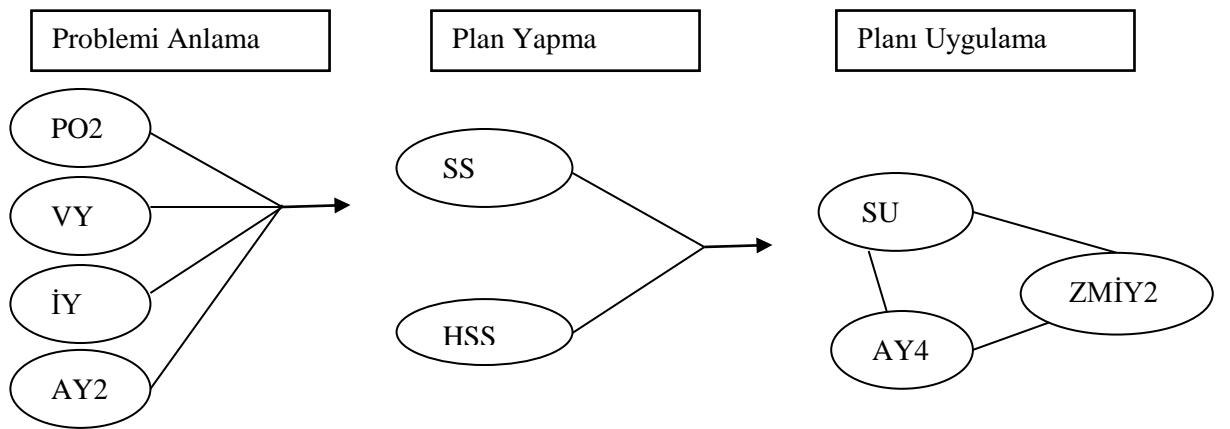 Problemi Anlama
Plan Yapma
Planı Uygulama
PO2
VY
İY
AY2
SS
HSS
SU
ZMİY2
AY4